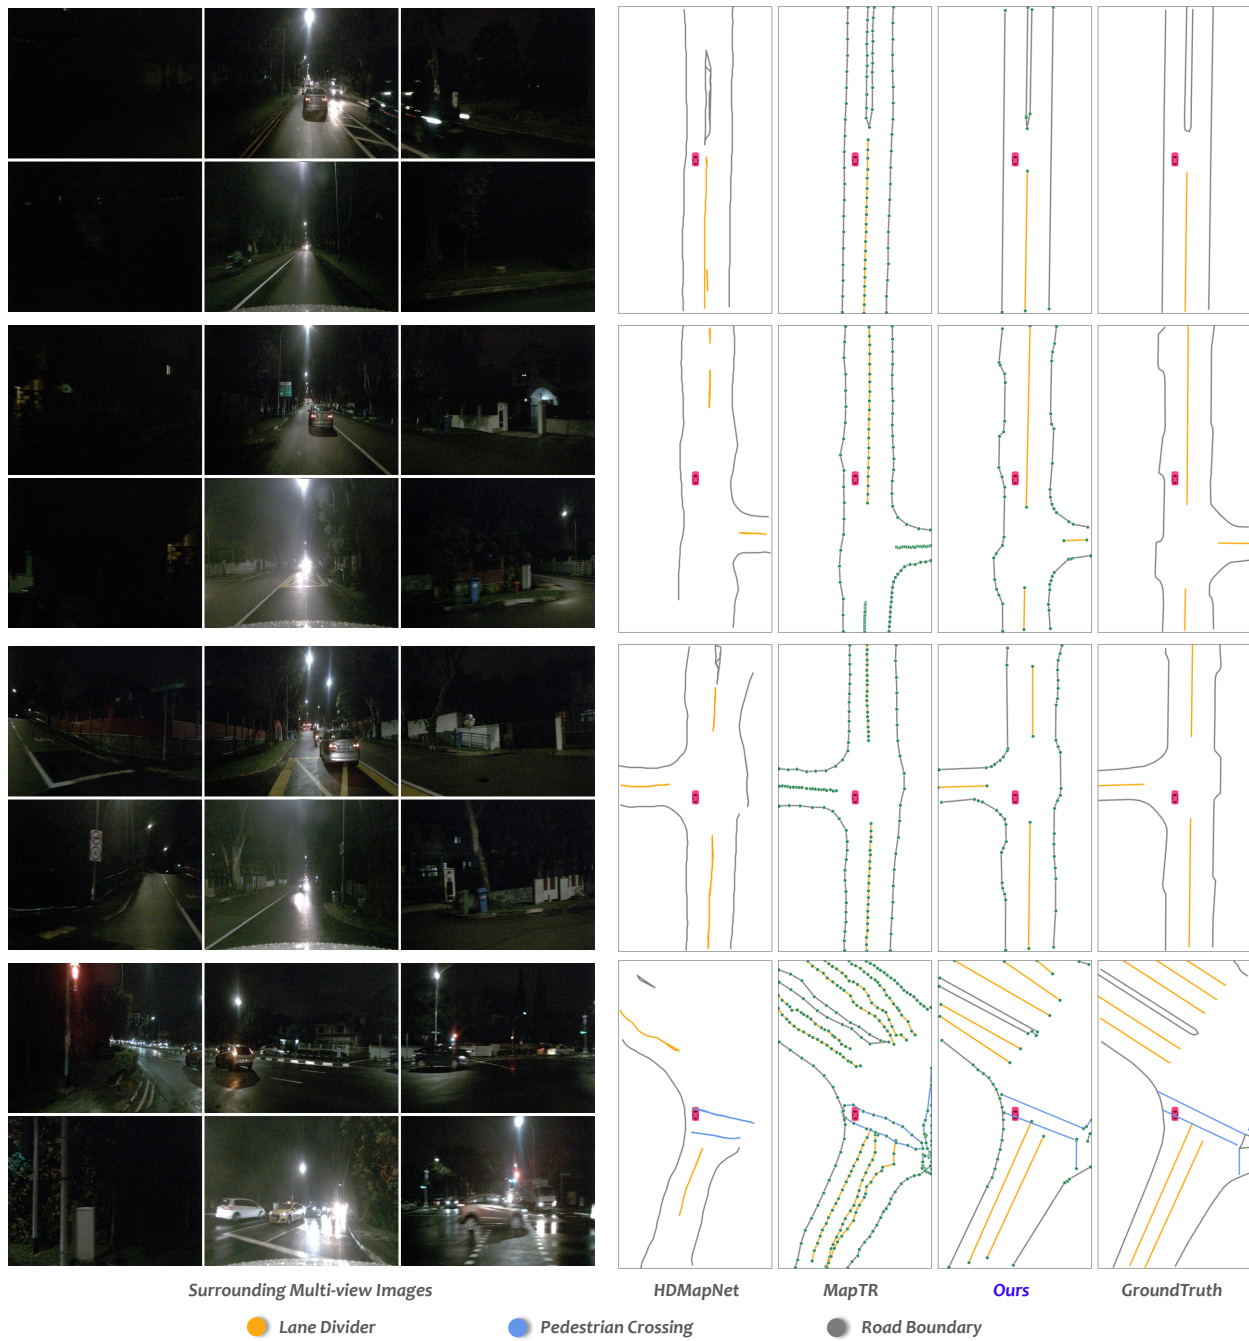 Surrounding Multi-view Images
HDMapNet
MapTR
Ours
GroundTruth
Lane Divider
Pedestrian Crossing
Road Boundary